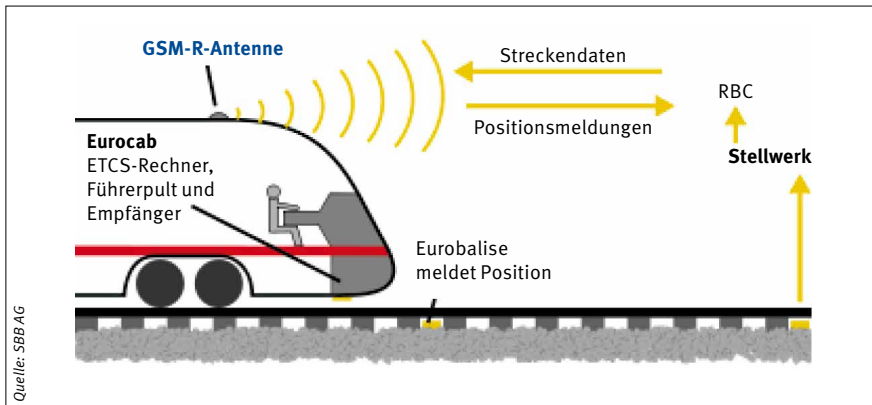 GSM-R-Antenne
Streckendaten
RBC
Positionsmeldungen
Eurocab
ETCS-Rechner,
Führerpult und
Empfänger
Stellwerk
Eurobalise
meldet Position
Quelle: SBB AG